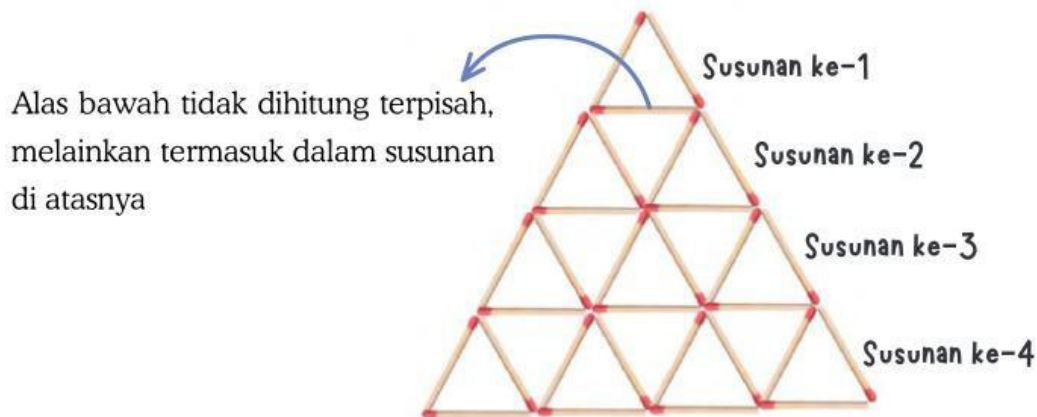 Susunan ke-1
Alas bawah tidak dihitung terpisah,
melainkan termasuk dalam susunan
di atasnya
Susunan ke-2
Susunan ke-3
Susunan ke-4